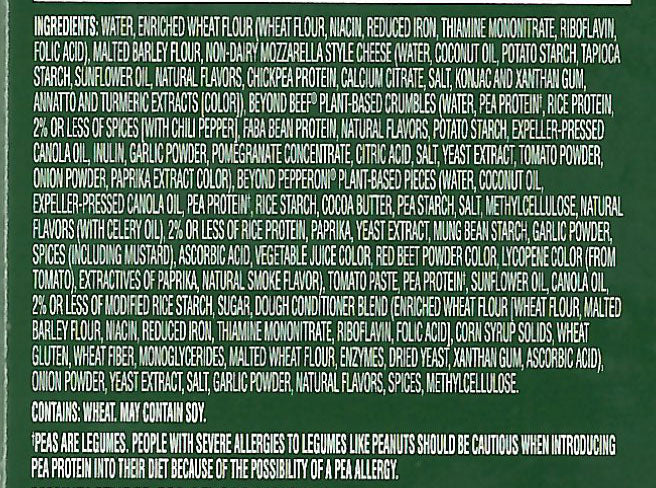 INGREDIENTS: WATER, ENRICHED WHEAT FLOUR (WHEAT FLOUR, NIACIN, REDUCED IRON, THIAMINE MONONITRATE, RIBOFLAVIN,
FOLIC ACID), MALTED BARLEY FLOUR, NON-DAIRY MOZZARELLA STYLE CHEESE (WATER, COCONUT OIL, POTATO STARCH, TAPIOCA
STARCH, SUNFLOWER OIL, NATURAL FLAVORS, CHICKPEA PROTEIN, CALCIUM CITRATE, SALT, KONJAC AND XANTHAN GUM,
ANNATTO AND TURMERIC EXTRACTS [COLOR]), BEYOND BEEF® PLANT-BASED CRUMBLES (WATER, PEA PROTEIN†, RICE PROTEIN,
2% OR LESS OF SPICES [WITH CHILI PEPPER], FABA BEAN PROTEIN, NATURAL FLAVORS, POTATO STARCH, EXPELLER-PRESSED
CANOLA OIL, INULIN, GARLIC POWDER, POMEGRANATE CONCENTRATE, CITRIC ACID, SALT, YEAST EXTRACT, TOMATO POWDER,
ONION POWDER, PAPRIKA EXTRACT COLOR), BEYOND PEPPERONI® PLANT-BASED PIECES (WATER, COCONUT OIL,
EXPELLER-PRESSED CANOLA OIL, PEA PROTEIN†, RICE STARCH, COCOA BUTTER, PEA STARCH, SALT, METHYLCELLULOSE, NATURAL
FLAVORS (WITH CELERY OIL), 2% OR LESS OF RICE PROTEIN, PAPRIKA, YEAST EXTRACT, MUNG BEAN STARCH, GARLIC POWDER,
SPICES (INCLUDING MUSTARD), ASCORBIC ACID, VEGETABLE JUICE COLOR, RED BEET POWDER COLOR, LYCOPENE COLOR (FROM
TOMATO), EXTRACTIVES OF PAPRIKA, NATURAL SMOKE FLAVOR), TOMATO PASTE, PEA PROTEIN†, SUNFLOWER OIL, CANOLA OIL,
2% OR LESS OF MODIFIED RICE STARCH, SUGAR, DOUGH CONDITIONER BLEND (ENRICHED WHEAT FLOUR [WHEAT FLOUR, MALTED
BARLEY FLOUR, NIACIN, REDUCED IRON, THIAMINE MONONITRATE, RIBOFLAVIN, FOLIC ACID], CORN SYRUP SOLIDS, WHEAT
GLUTEN, WHEAT FIBER, MONOGLYCERIDES, MALTED WHEAT FLOUR, ENZYMES, DRIED YEAST, XANTHAN GUM, ASCORBIC ACID),
ONION POWDER, YEAST EXTRACT, SALT, GARLIC POWDER, NATURAL FLAVORS, SPICES, METHYLCELLULOSE.
CONTAINS: WHEAT. MAY CONTAIN SOY.
†PEAS ARE LEGUMES. PEOPLE WITH SEVERE ALLERGIES TO LEGUMES LIKE PEANUTS SHOULD BE CAUTIOUS WHEN INTRODUCING
PEA PROTEIN INTO THEIR DIET BECAUSE OF THE POSSIBILITY OF A PEA ALLERGY.